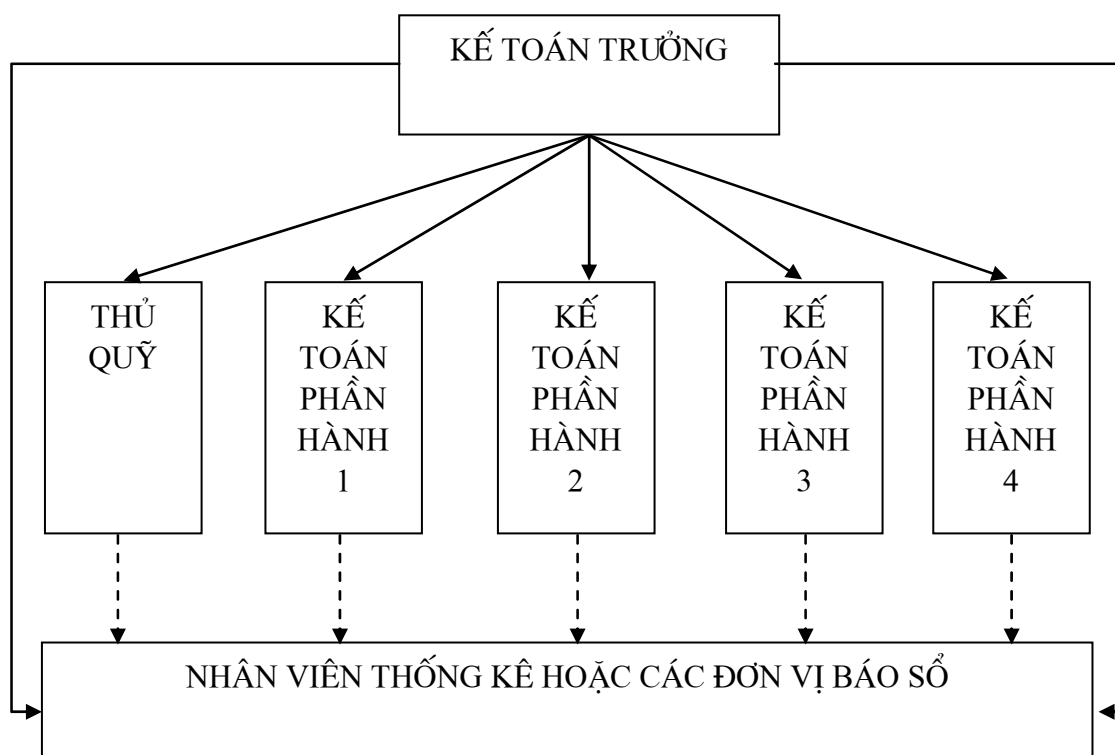 KẾ TOÁN TRƯỞNG
THỦ
QUỸ
KẾ
TOÁN
PHẦN
HÀNH
1
KẾ
TOÁN
PHẦN
HÀNH
2
KẾ
TOÁN
PHẦN
HÀNH
3
KẾ
TOÁN
PHẦN
HÀNH
4
NHÂN VIÊN THỐNG KÊ HOẶC CÁC ĐƠN VỊ BÁO SỔ